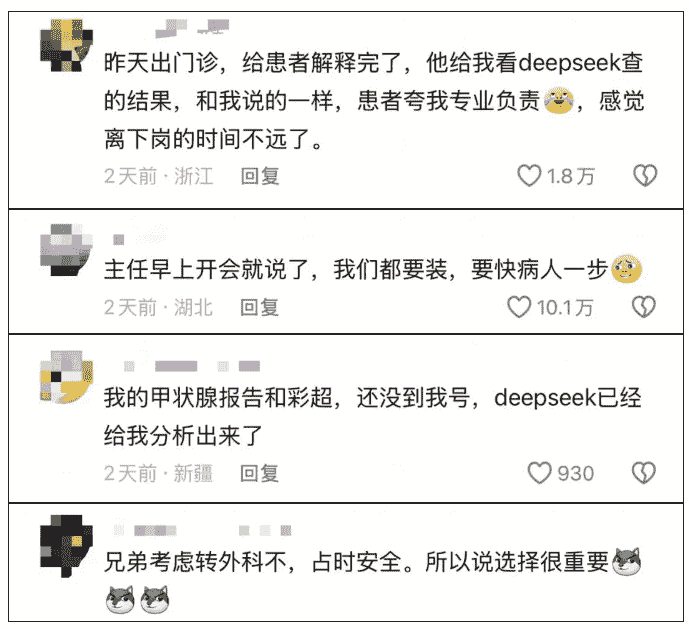 昨天出门诊，给患者解释完了，他给我看deepseek查
的结果，和我说的一样，患者夸我专业负责，感觉
离下岗的时间不远了。
2天前·浙江 回复 1.8万
主任早上开会就说了，我们都要装，要快病人一步
2天前·湖北 回复 10.1万
我的甲状腺报告和彩超，还没到我号，deepseek已经
给我分析出来了
2天前·新疆 回复 930
兄弟考虑转外科不，占时安全。所以说选择很重要